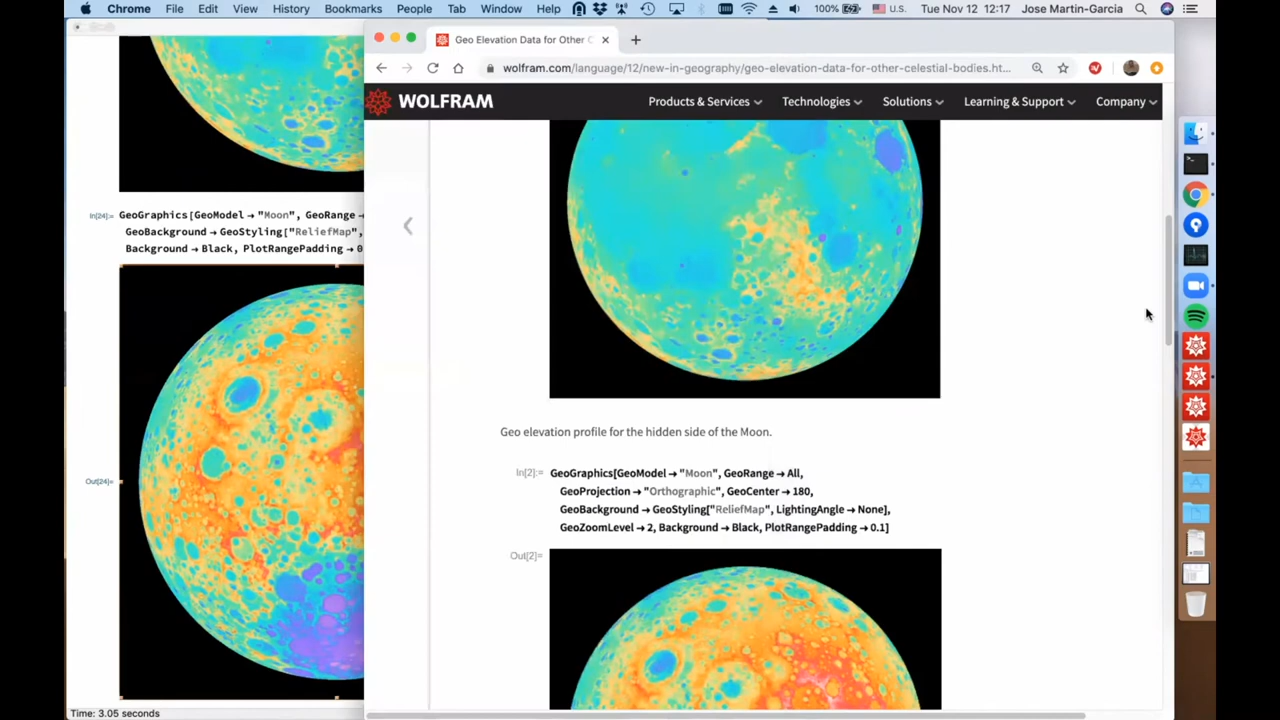 Chrome File Edit View History Bookmarks People Tab Window Help 100% U.S. Tue Nov 12 12:17 Jose Martin-Garcia
Geo Elevation Data for Other C
wolfram.com/language/12/new-in-geography/geo-elevation-data-for-other-celestial-bodies.ht...
WOLFRAM Products & Services Technologies Solutions Learning & Support Company
In[24]:= GeoGraphics[GeoModel → "Moon", GeoRange →
GeoBackground → GeoStyling["ReliefMap",
Background → Black, PlotRangePadding → 0
Out[24]=
Time: 3.05 seconds
Geo elevation profile for the hidden side of the Moon.
In[2]:= GeoGraphics[GeoModel → "Moon", GeoRange → All,
GeoProjection → "Orthographic", GeoCenter → 180,
GeoBackground → GeoStyling["ReliefMap", LightingAngle → None],
GeoZoomLevel → 2, Background → Black, PlotRangePadding → 0.1]
Out[2]=